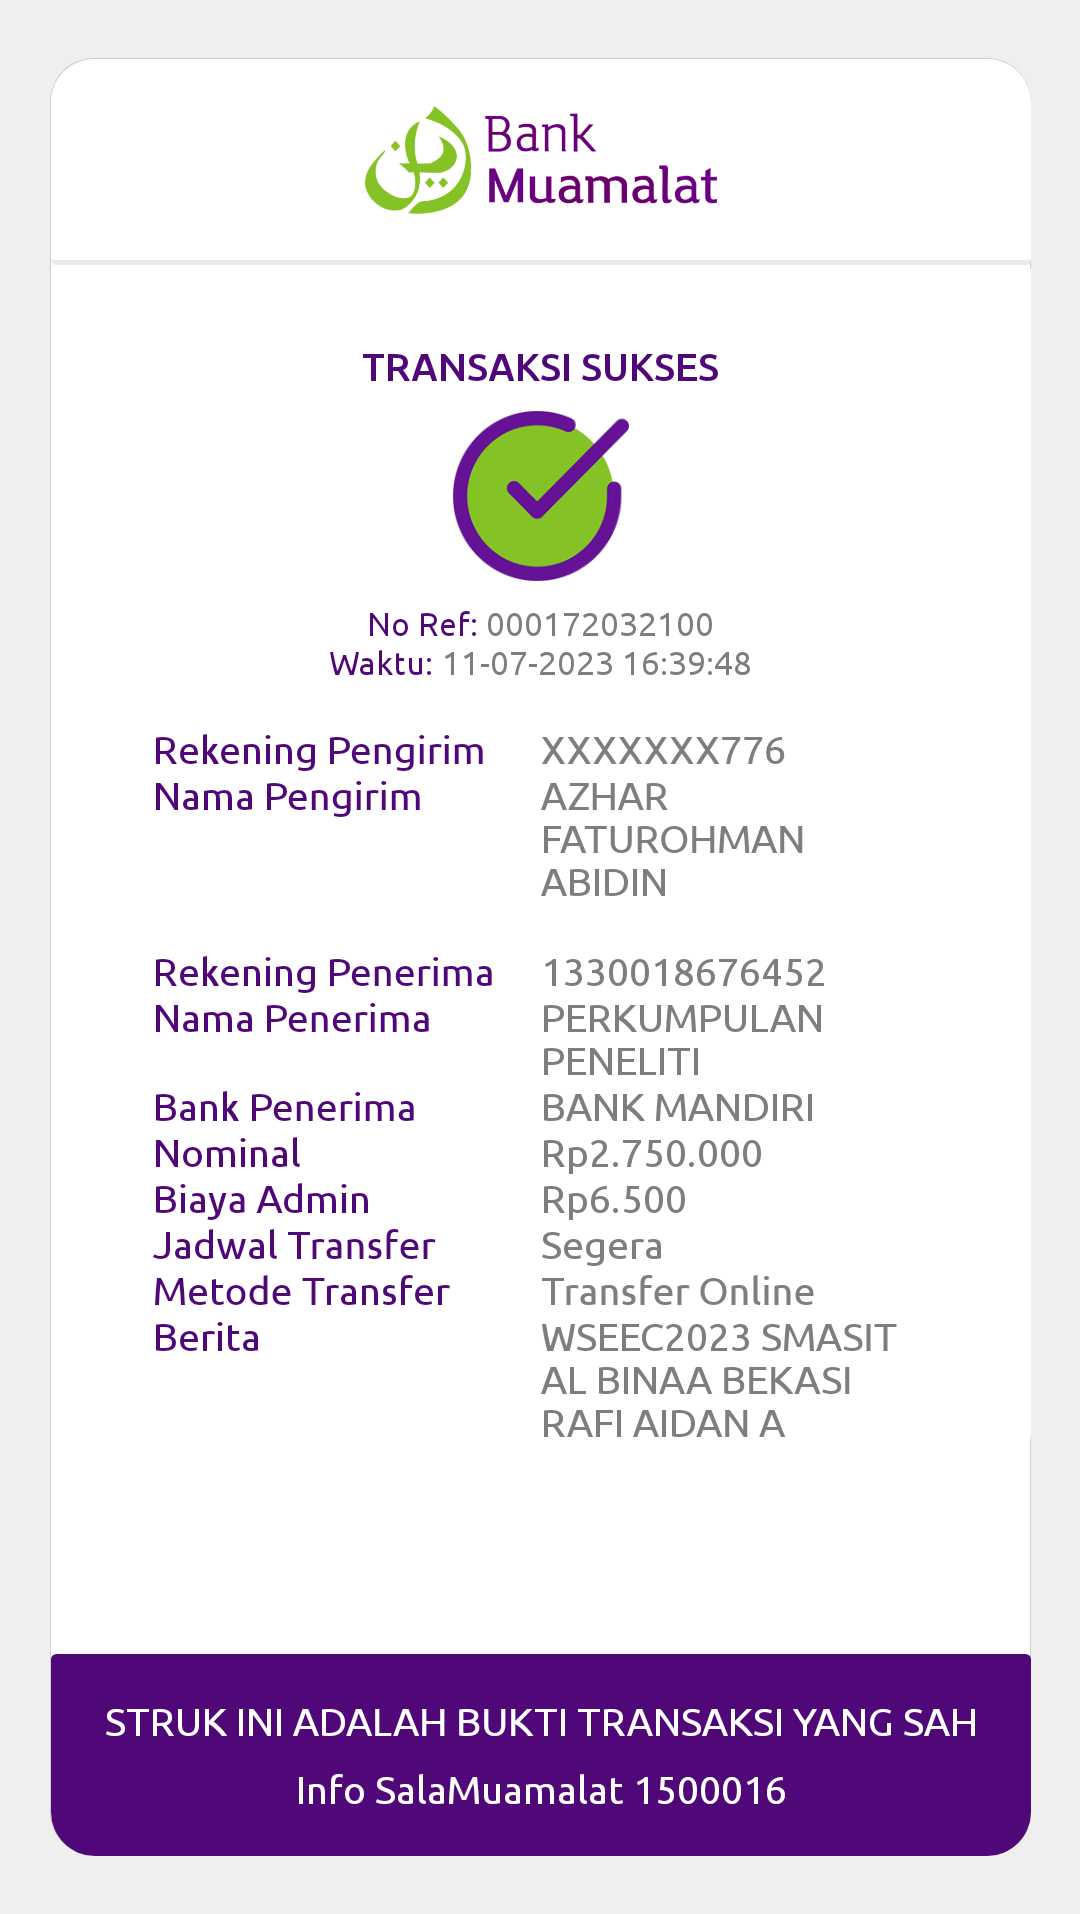 Bank
Muamalat
TRANSAKSI SUKSES
No Ref: 000172032100
Waktu: 11-07-2023 16:39:48
Rekening Pengirim XXXXXXX776
Nama Pengirim AZHAR
FATUROHMAN
ABIDIN
Rekening Penerima 1330018676452
Nama Penerima PERKUMPULAN
PENELITI
Bank Penerima BANK MANDIRI
Nominal Rp2.750.000
Biaya Admin Rp6.500
Jadwal Transfer Segera
Metode Transfer Transfer Online
Berita WSEEC2023 SMASIT
AL BINAA BEKASI
RAFI AIDAN A
STRUK INI ADALAH BUKTI TRANSAKSI YANG SAH
Info SalaMuamalat 1500016